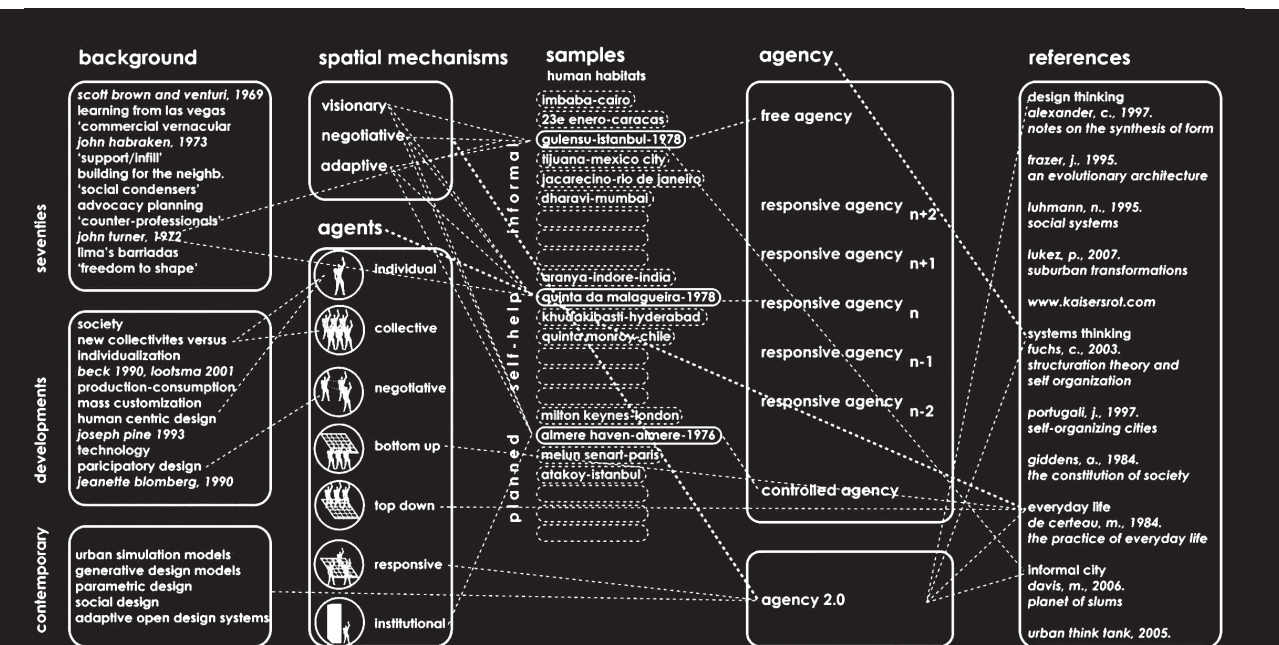 background
seventies
scott brown and venturi, 1969
learning from las vegas
'commercial vernacular
john habraken, 1973
'support/infill'
building for the neighb.
'social condensers'
advocacy planning
'counter-professionals'
john turner, 1972
lima's barriadas
'freedom to shape'
developments
society
new collectivites versus
individualization
beck 1990, lootsma 2001
production-consumption
mass customization
human centric design
joseph pine 1993
technology
paricipatory design
jeanette blomberg, 1990
contemporary
urban simulation models
generative design models
parametric design
social design
adaptive open design systems
spatial mechanisms
visionary
negotiative
adaptive
agents
individual
collective
negotiative
bottom up
top down
responsive
institutional
samples
human habitats
informal
imbaba-cairo
23e enero-caracas
gulensu-istanbul-1978
tijuana-mexico city
jacarecino-rio de janeiro
dharavi-mumbai
self-help
aranya-indore-india
quinta da malagueira-1978
khudakibasti-hyderabad
quinta monroy-chile
planned
milton keynes-london
almere haven-almere-1976
melun senart-paris
atakoy-istanbul
agency
free agency
responsive agency n+2
responsive agency n+1
responsive agency n
responsive agency n-1
responsive agency n-2
controlled agency
agency 2.0
references
design thinking
alexander, c., 1997.
notes on the synthesis of form
frazer, j., 1995.
an evolutionary architecture
luhmann, n., 1995.
social systems
lukez, p., 2007.
suburban transformations
www.kaisersrot.com
systems thinking
fuchs, c., 2003.
structuration theory and
self organization
portugali, j., 1997.
self-organizing cities
giddens, a., 1984.
the constitution of society
everyday life
de certeau, m., 1984.
the practice of everyday life
informal city
davis, m., 2006.
planet of slums
urban think tank, 2005.